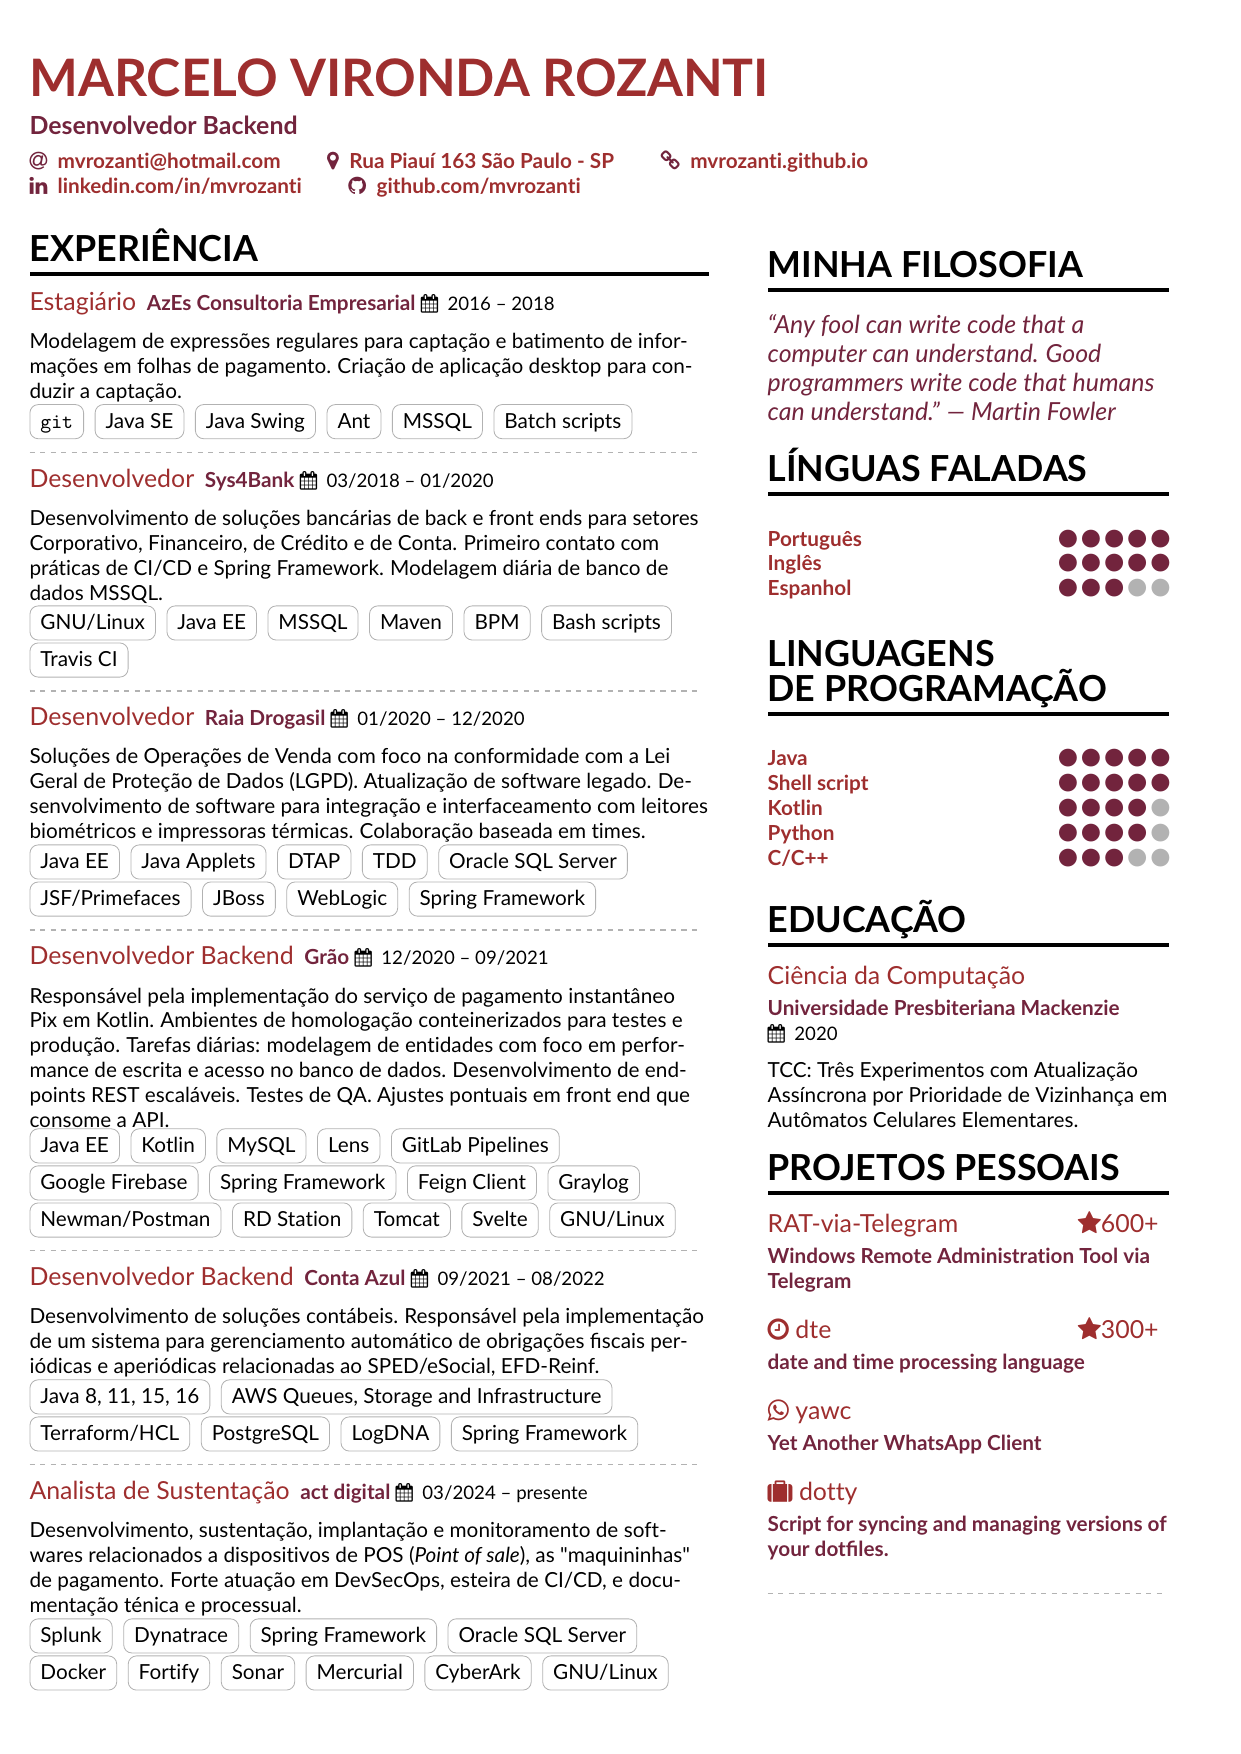 MARCELO VIRONDA ROZANTI
Desenvolvedor Backend
mvrozanti@hotmail.com Rua Piauí 163 São Paulo - SP mvrozanti.github.io
linkedin.com/in/mvrozanti github.com/mvrozanti
EXPERIÊNCIA
Estagiário AzEs Consultoria Empresarial 2016 – 2018
Modelagem de expressões regulares para captação e batimento de infor-
mações em folhas de pagamento. Criação de aplicação desktop para con-
duzir a captação.
git Java SE Java Swing Ant MSSQL Batch scripts
Desenvolvedor Sys4Bank 03/2018 – 01/2020
Desenvolvimento de soluções bancárias de back e front ends para setores
Corporativo, Financeiro, de Crédito e de Conta. Primeiro contato com
práticas de CI/CD e Spring Framework. Modelagem diária de banco de
dados MSSQL.
GNU/Linux Java EE MSSQL Maven BPM Bash scripts
Travis CI
Desenvolvedor Raia Drogasil 01/2020 – 12/2020
Soluções de Operações de Venda com foco na conformidade com a Lei
Geral de Proteção de Dados (LGPD). Atualização de software legado. De-
senvolvimento de software para integração e interfaceamento com leitores
biométricos e impressoras térmicas. Colaboração baseada em times.
Java EE Java Applets DTAP TDD Oracle SQL Server
JSF/Primefaces JBoss WebLogic Spring Framework
Desenvolvedor Backend Grão 12/2020 – 09/2021
Responsável pela implementação do serviço de pagamento instantâneo
Pix em Kotlin. Ambientes de homologação conteinerizados para testes e
produção. Tarefas diárias: modelagem de entidades com foco em perfor-
mance de escrita e acesso no banco de dados. Desenvolvimento de end-
points REST escaláveis. Testes de QA. Ajustes pontuais em front end que
consome a API.
Java EE Kotlin MySQL Lens GitLab Pipelines
Google Firebase Spring Framework Feign Client Graylog
Newman/Postman RD Station Tomcat Svelte GNU/Linux
Desenvolvedor Backend Conta Azul 09/2021 – 08/2022
Desenvolvimento de soluções contábeis. Responsável pela implementação
de um sistema para gerenciamento automático de obrigações fiscais per-
iódicas e aperiódicas relacionadas ao SPED/eSocial, EFD-Reinf.
Java 8, 11, 15, 16 AWS Queues, Storage and Infrastructure
Terraform/HCL PostgreSQL LogDNA Spring Framework
Analista de Sustentação act digital 03/2024 – presente
Desenvolvimento, sustentação, implantação e monitoramento de soft-
wares relacionados a dispositivos de POS (Point of sale), as "maquininhas"
de pagamento. Forte atuação em DevSecOps, esteira de CI/CD, e docu-
mentação ténica e processual.
Splunk Dynatrace Spring Framework Oracle SQL Server
Docker Fortify Sonar Mercurial CyberArk GNU/Linux
MINHA FILOSOFIA
“Any fool can write code that a
computer can understand. Good
programmers write code that humans
can understand.” — Martin Fowler
LÍNGUAS FALADAS
Português
Inglês
Espanhol
LINGUAGENS
DE PROGRAMAÇÃO
Java
Shell script
Kotlin
Python
C/C++
EDUCAÇÃO
Ciência da Computação
Universidade Presbiteriana Mackenzie
2020
TCC: Três Experimentos com Atualização
Assíncrona por Prioridade de Vizinhança em
Autômatos Celulares Elementares.
PROJETOS PESSOAIS
RAT-via-Telegram 600+
Windows Remote Administration Tool via
Telegram
dte 300+
date and time processing language
yawc
Yet Another WhatsApp Client
dotty
Script for syncing and managing versions of
your dotfiles.